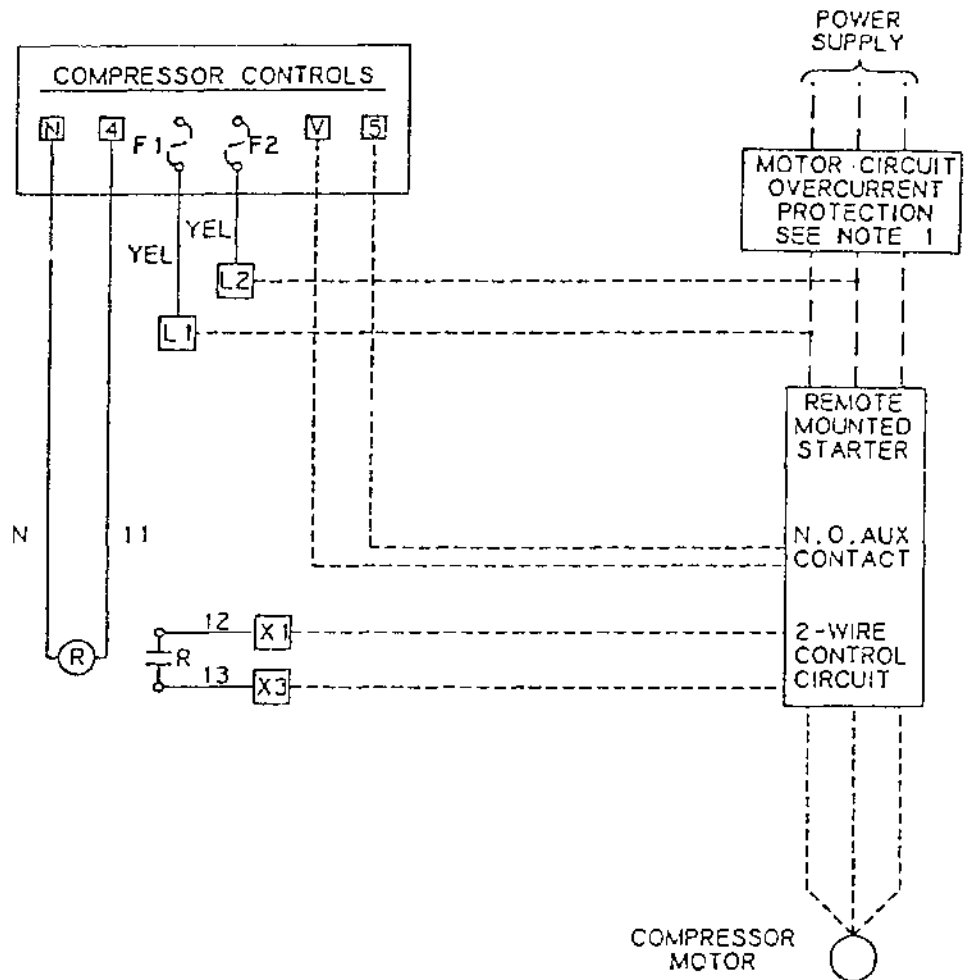 POWER
SUPPLY
COMPRESSOR CONTROLS
N 4 F1 F2 V 5
MOTOR CIRCUIT
OVERCURRENT
PROTECTION
SEE NOTE 1
YEL YEL
L2
L1
REMOTE
MOUNTED
STARTER
N 11
N.O. AUX
CONTACT
12 X1
R R
13 X3
2-WIRE
CONTROL
CIRCUIT
COMPRESSOR
MOTOR